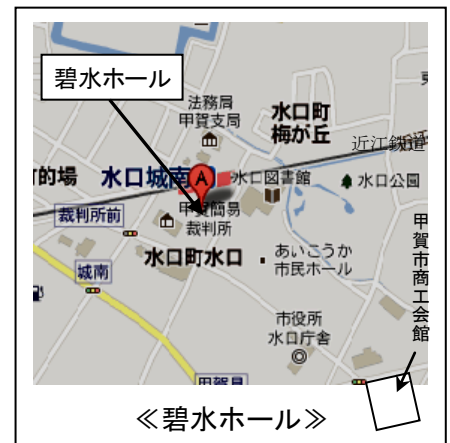 碧水ホール
法務局
甲賀支局
水口町
梅が丘
近江鉄道
的場
水口城南
A
水口図書館
水口公園
裁判所前
甲賀簡易
裁判所
水口町水口
あいこうか
市民ホール
甲賀市商工会館
城南
市役所
水口庁舎
≪碧水ホール≫